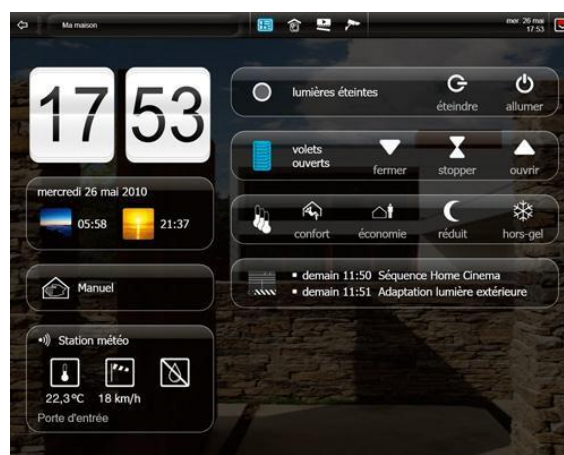 Ma maison
mer. 26 mai
17:53
17 53
mercredi 26 mai 2010
05:58 21:37
Manuel
Station météo
22,3°C 18 km/h
Porte d'entrée
lumières éteintes
éteindre allumer
volets
ouverts
fermer stopper ouvrir
confort économie réduit hors-gel
demain 11:50 Séquence Home Cinema
demain 11:51 Adaptation lumière extérieure